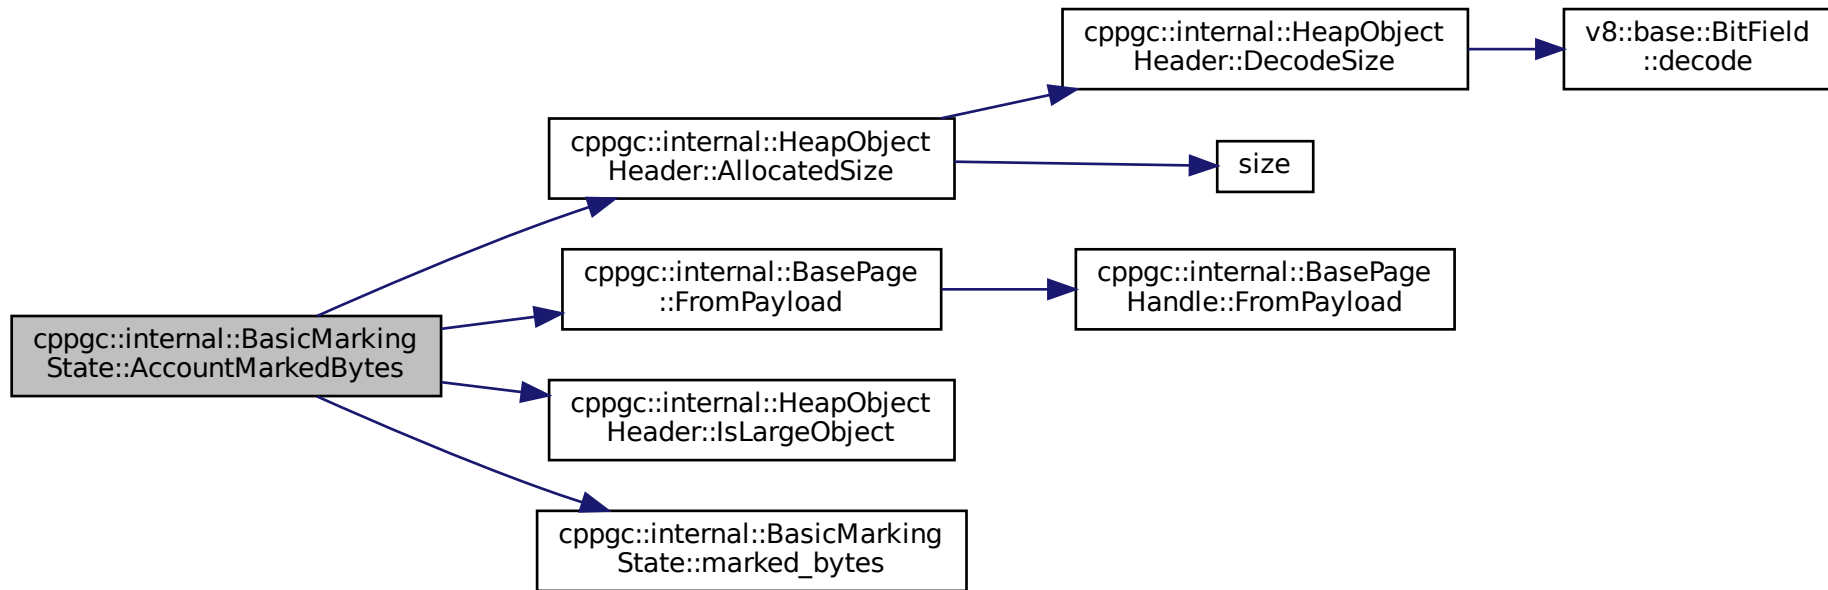 cppgc::internal::BasicMarking
State::AccountMarkedBytes
cppgc::internal::HeapObject
Header::AllocatedSize
cppgc::internal::HeapObject
Header::DecodeSize
v8::base::BitField
::decode
size
cppgc::internal::BasePage
::FromPayload
cppgc::internal::BasePage
Handle::FromPayload
cppgc::internal::HeapObject
Header::IsLargeObject
cppgc::internal::BasicMarking
State::marked_bytes